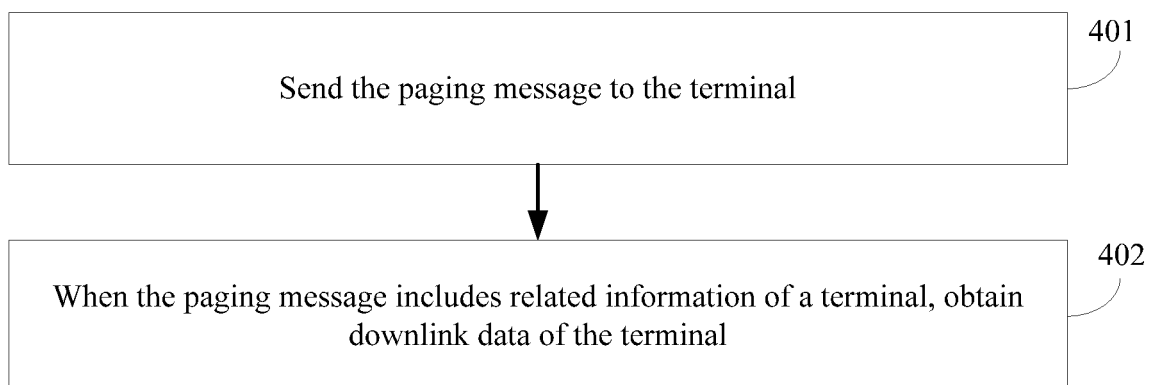 401
Send the paging message to the terminal
402
When the paging message includes related information of a terminal, obtain
downlink data of the terminal